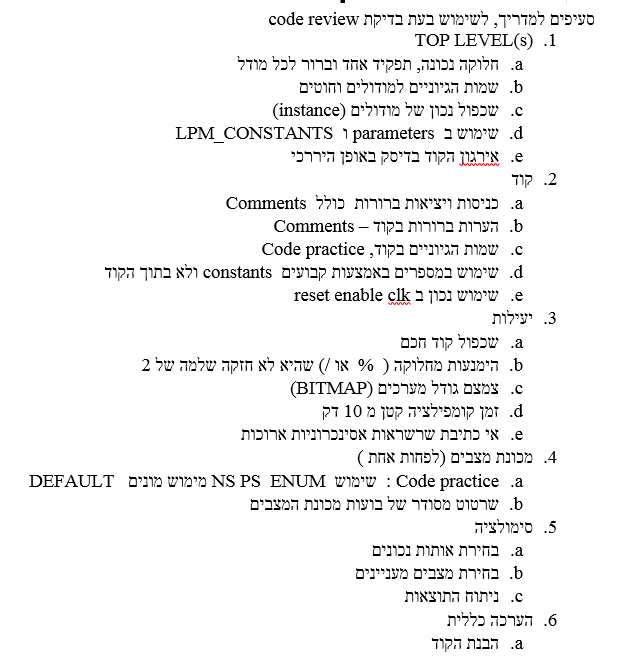 סעיפים למדריך, לשימוש בעת בדיקת code review
1. TOP LEVEL(s)
a. חלוקה נכונה, תפקיד אחד וברור לכל מודל
b. שמות הגיוניים למודולים וחוטים
c. שכפול נכון של מודולים (instance)
d. שימוש ב parameters ו LPM_CONSTANTS
e. אירגון הקוד בדיסק באופן היררכי
2. קוד
a. כניסות ויציאות ברורות כולל Comments
b. הערות ברורות בקוד – Comments
c. שמות הגיוניים בקוד, Code practice
d. שימוש במספרים באמצעות קבועים constants ולא בתוך הקוד
e. שימוש נכון ב reset enable clk
3. יעילות
a. שכפול קוד חכם
b. הימנעות מחלוקה ( % או /) שהיא לא חזקה שלמה של 2
c. צמצם גודל מערכים (BITMAP)
d. זמן קומפילציה קטן מ 10 דק
e. אי כתיבת שרשראות אסינכרוניות ארוכות
4. מכונת מצבים (לפחות אחת )
a. Code practice : שימוש NS PS ENUM מימוש מונים DEFAULT
b. שרטוט מסודר של בועות מכונת המצבים
5. סימולציה
a. בחירת אותות נכונים
b. בחירת מצבים מעניינים
c. ניתוח התוצאות
6. הערכה כללית
a. הבנת הקוד